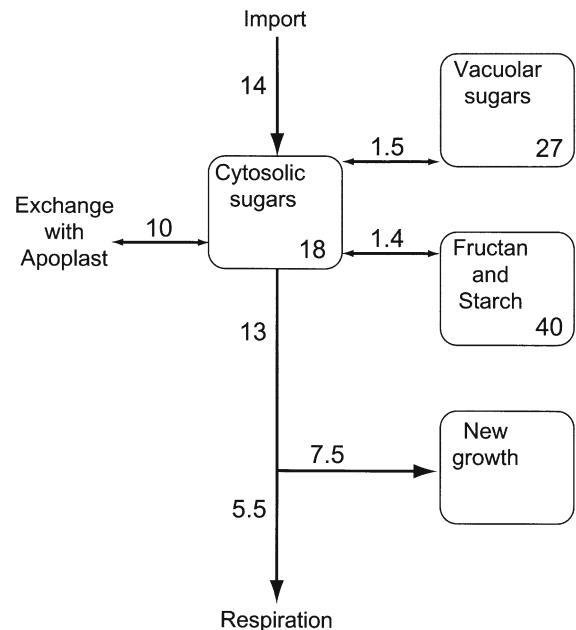 Import
14
Vacuolar
sugars
27
1.5
Cytosolic
sugars
18
Exchange
with
Apoplast
10
1.4
Fructan
and
Starch
40
13
New
growth
7.5
5.5
Respiration